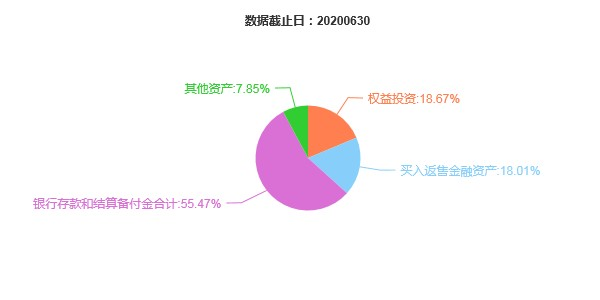 数据截止日：20200630
其他资产:7.85%
权益投资:18.67%
买入返售金融资产:18.01%
银行存款和结算备付金合计:55.47%